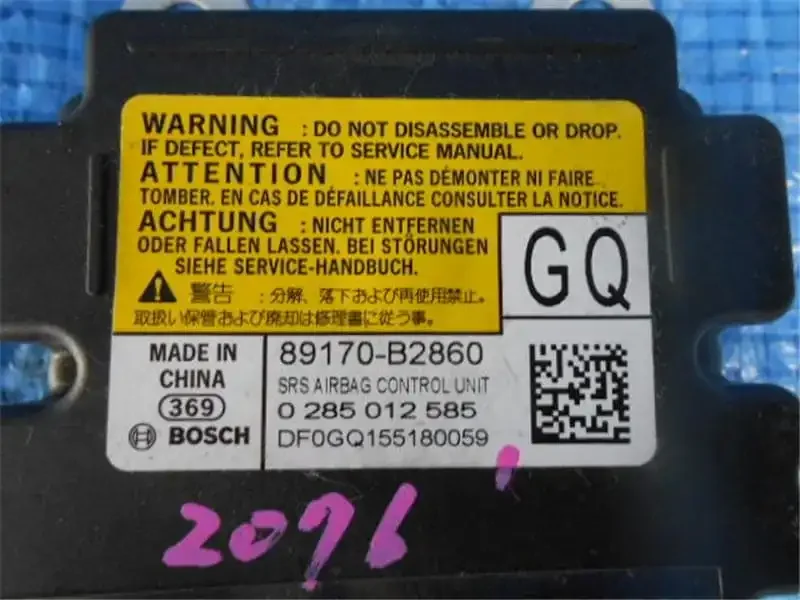 WARNING : DO NOT DISASSEMBLE OR DROP.
IF DEFECT, REFER TO SERVICE MANUAL.
ATTENTION : NE PAS DÉMONTER NI FAIRE
TOMBER. EN CAS DE DÉFAILLANCE CONSULTER LA NOTICE.
ACHTUNG : NICHT ENTFERNEN
ODER FALLEN LASSEN. BEI STÖRUNGEN
SIEHE SERVICE-HANDBUCH.
GQ
警告 : 分解、落下および再使用禁止。
取扱い保管および廃却は修理書に従う事。
MADE IN
CHINA
369
BOSCH
89170-B2860
SRS AIRBAG CONTROL UNIT
0 285 012 585
DF0GQ155180059
2096